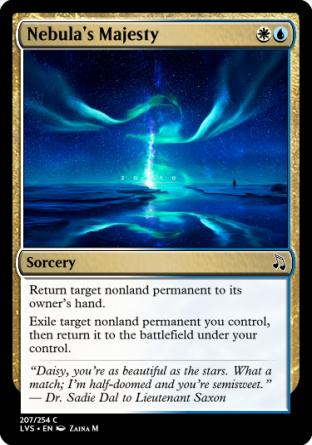 Nebula's Majesty
Sorcery
Return target nonland permanent to its
owner's hand.
Exile target nonland permanent you control,
then return it to the battlefield under your
control.
"Daisy, you're as beautiful as the stars. What a
match; I'm half-doomed and you're semisweet."
— Dr. Sadie Dal to Lieutenant Saxon
207/254 C
LVS • EN Zaina M